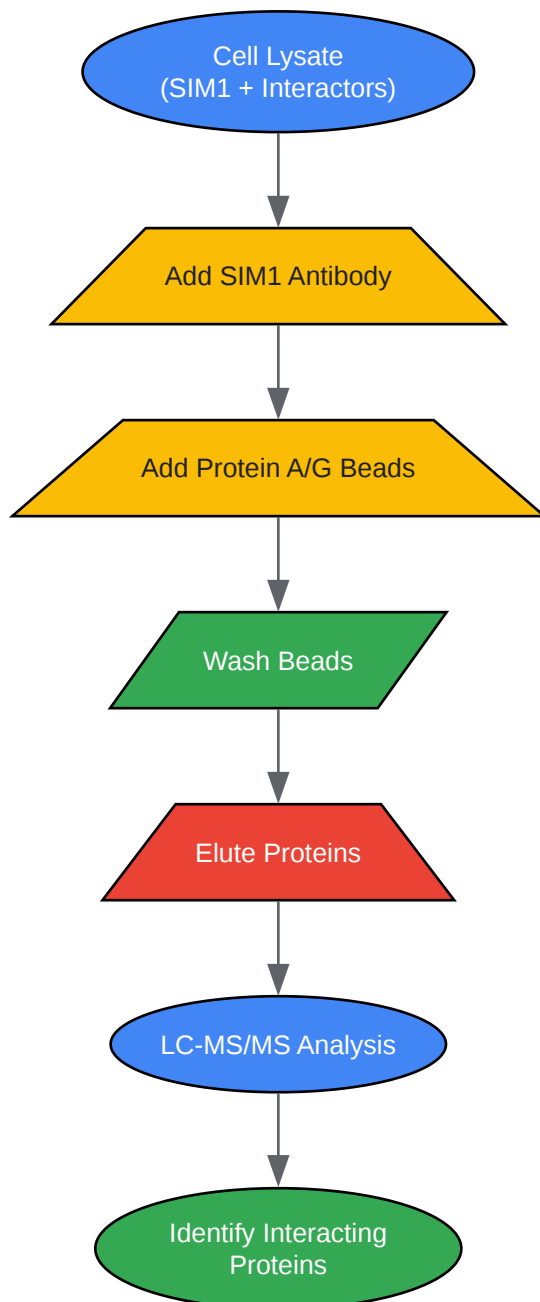 Cell Lysate
(SIM1 + Interactors)
Add SIM1 Antibody
Add Protein A/G Beads
Wash Beads
Elute Proteins
LC-MS/MS Analysis
Identify Interacting
Proteins